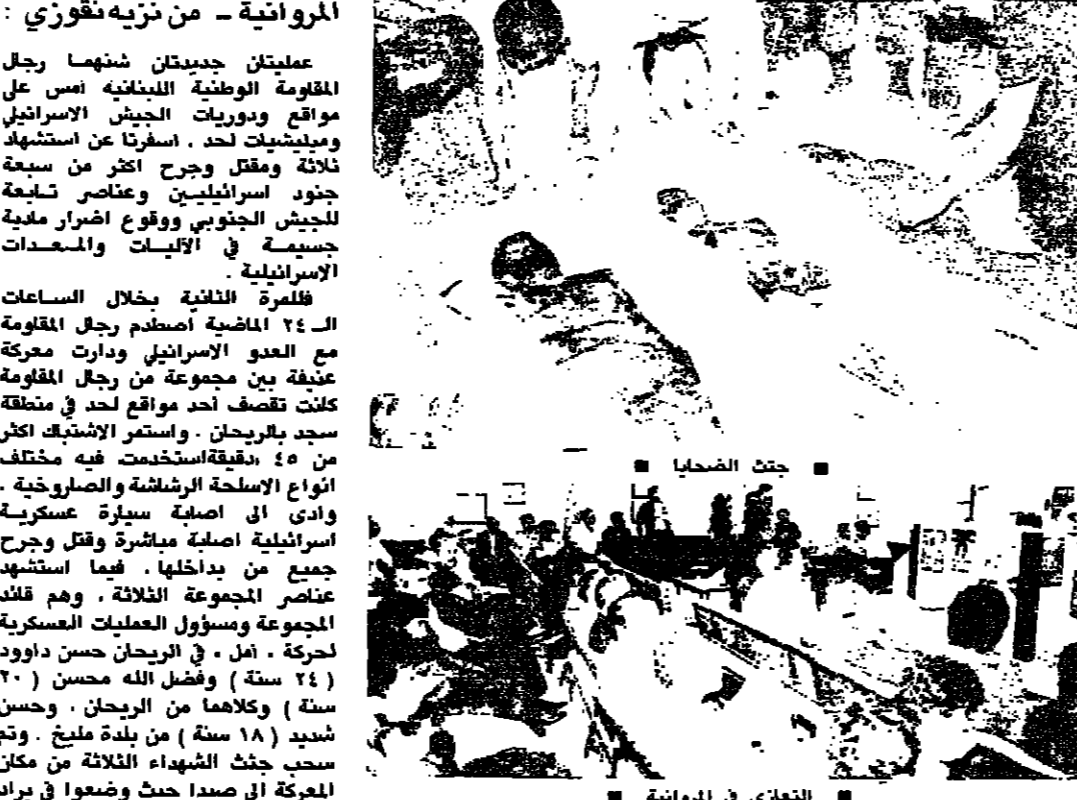 المروانية ـ من نزيه نقوزي :
عمليتان جديدتان شنهما رجال
المقاومة الوطنية اللبنانيه امس على
مواقع ودوريات الجيش الاسرائيلي
وميليشيات لحد ، اسفرتا عن استشهاد
ثلاثة ومقتل وجرح اكثر من سبعة
جنود اسرائيليين وعناصر تابعة
للجيش الجنوبي ووقوع اضرار مادية
جسيمة في الآليات والمعدات
الإسرائيلية .
فللمرة الثانية بخلال الساعات
الـ ٢٤ الماضية أصطدم رجال المقاومة
مع العدو الاسرائيلي ودارت معركة
عنيفة بين مجموعة من رجال المقاومة
كانت تقصف أحد مواقع لحد في منطقة
سجد بالريحان . واستمر الاشتباك اكثر
من ٤٥ دقيقة استخدمت فيه مختلف
انواع الاسلحة الرشاشة والصاروخية .
وادى الى اصابة سيارة عسكرية
اسرائيلية اصابة مباشرة وقتل وجرح
جميع من بداخلها ، فيما استشهد
عناصر المجموعة الثلاثة ، وهم قائد
المجموعة ومسؤول العمليات العسكرية
لحركة « أمل » في الريحان حسن داوود
( ٢٤ سنة ) وفضل الله محسن ( ٢٠
سنة ) وكلاهما من الريحان ، وحسن
شديد ( ١٨ سنة ) من بلدة مليخ . وتم
سحب جثث الشهداء الثلاثة من مكان
المعركة الى صيدا حيث وضعوا في براد
■ جثث الضحايا ■
■ التعازي في المروانية ■